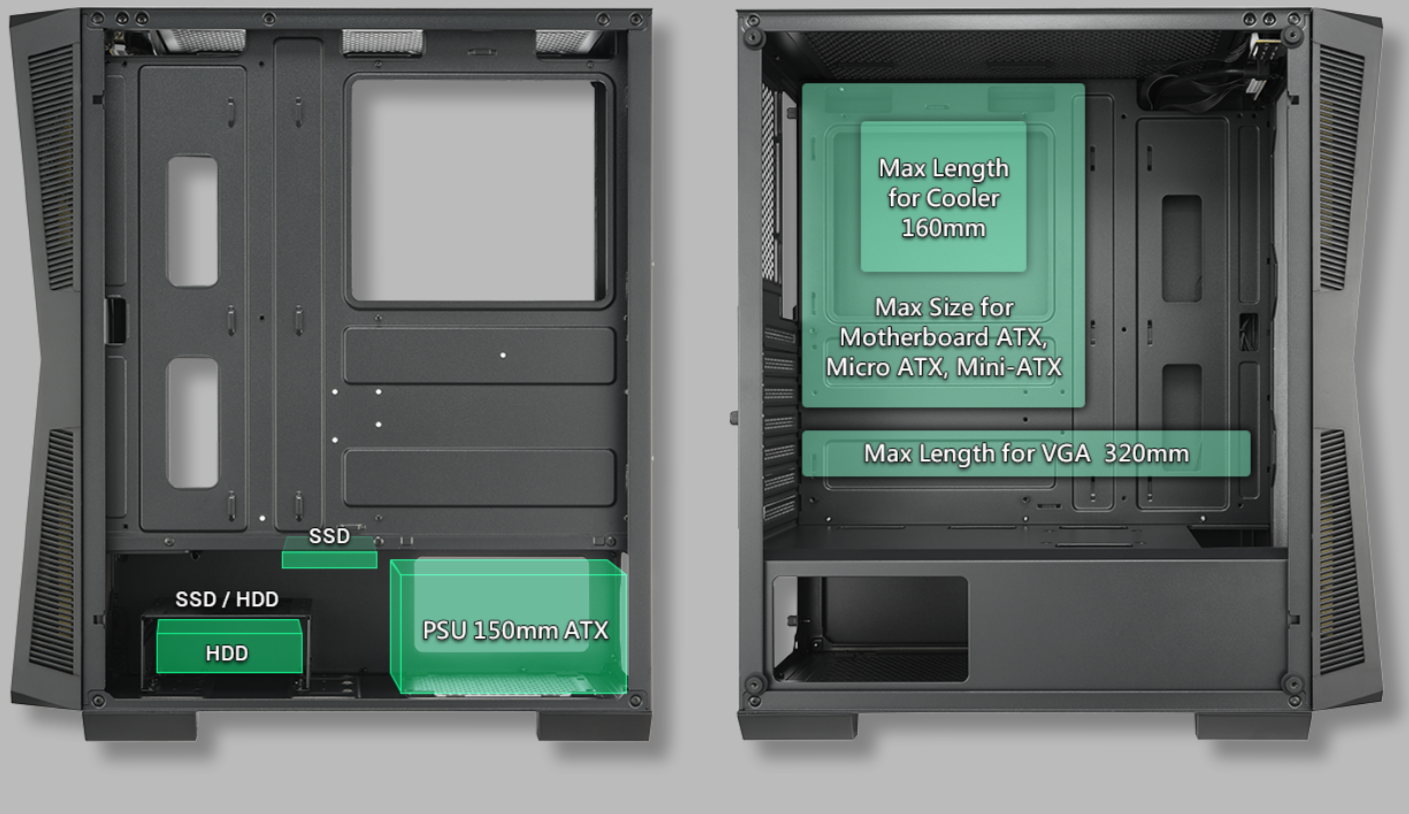 SSD
SSD / HDD
HDD
PSU 150mm ATX
Max Length
for Cooler
160mm
Max Size for
Motherboard ATX,
Micro ATX, Mini-ATX
Max Length for VGA 320mm